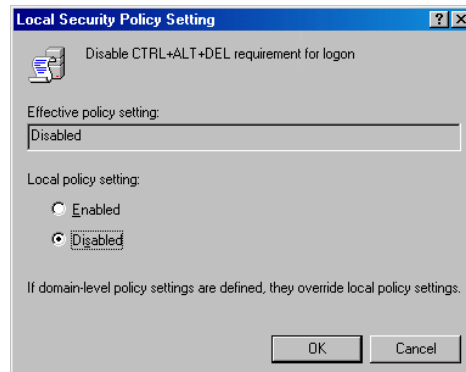 Local Security Policy Setting
Disable CTRL+ALT+DEL requirement for logon
Effective policy setting:
Disabled
Local policy setting:
Enabled
Disabled
If domain-level policy settings are defined, they override local policy settings.
OK Cancel